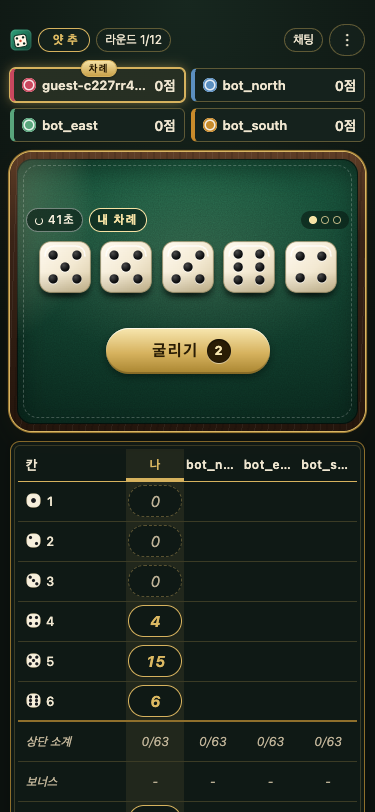 얏추 라운드 1/12 채팅
차례
guest-c227rr4... 0점 bot_north 0점
bot_east 0점 bot_south 0점
41초 내 차례
굴리기 2
칸 나 bot_n... bot_e... bot_s...
1 0
2 0
3 0
4 4
5 15
6 6
상단 소계 0/63 0/63 0/63 0/63
보너스 - - - -